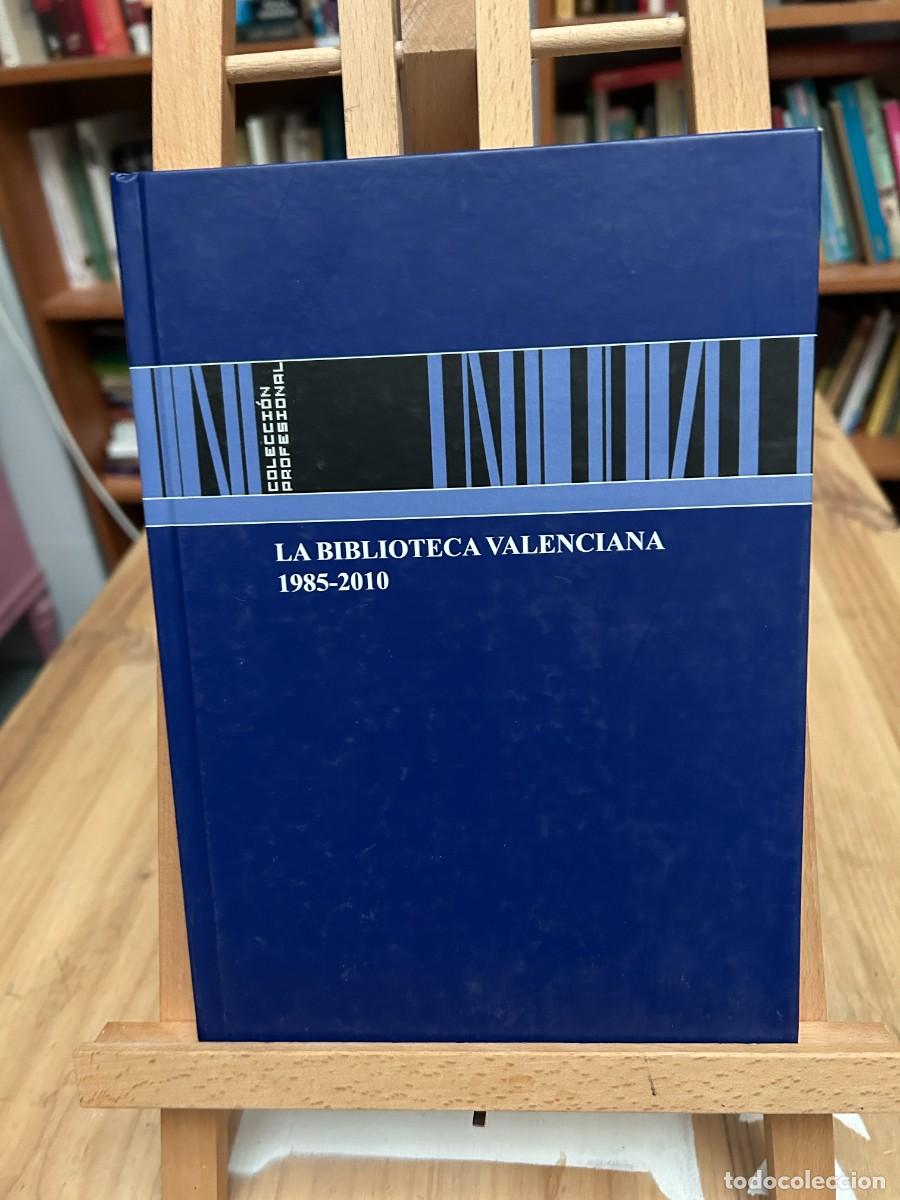 COLECCIÓN
PROFESIONAL
LA BIBLIOTECA VALENCIANA
1985-2010
todocoleccion